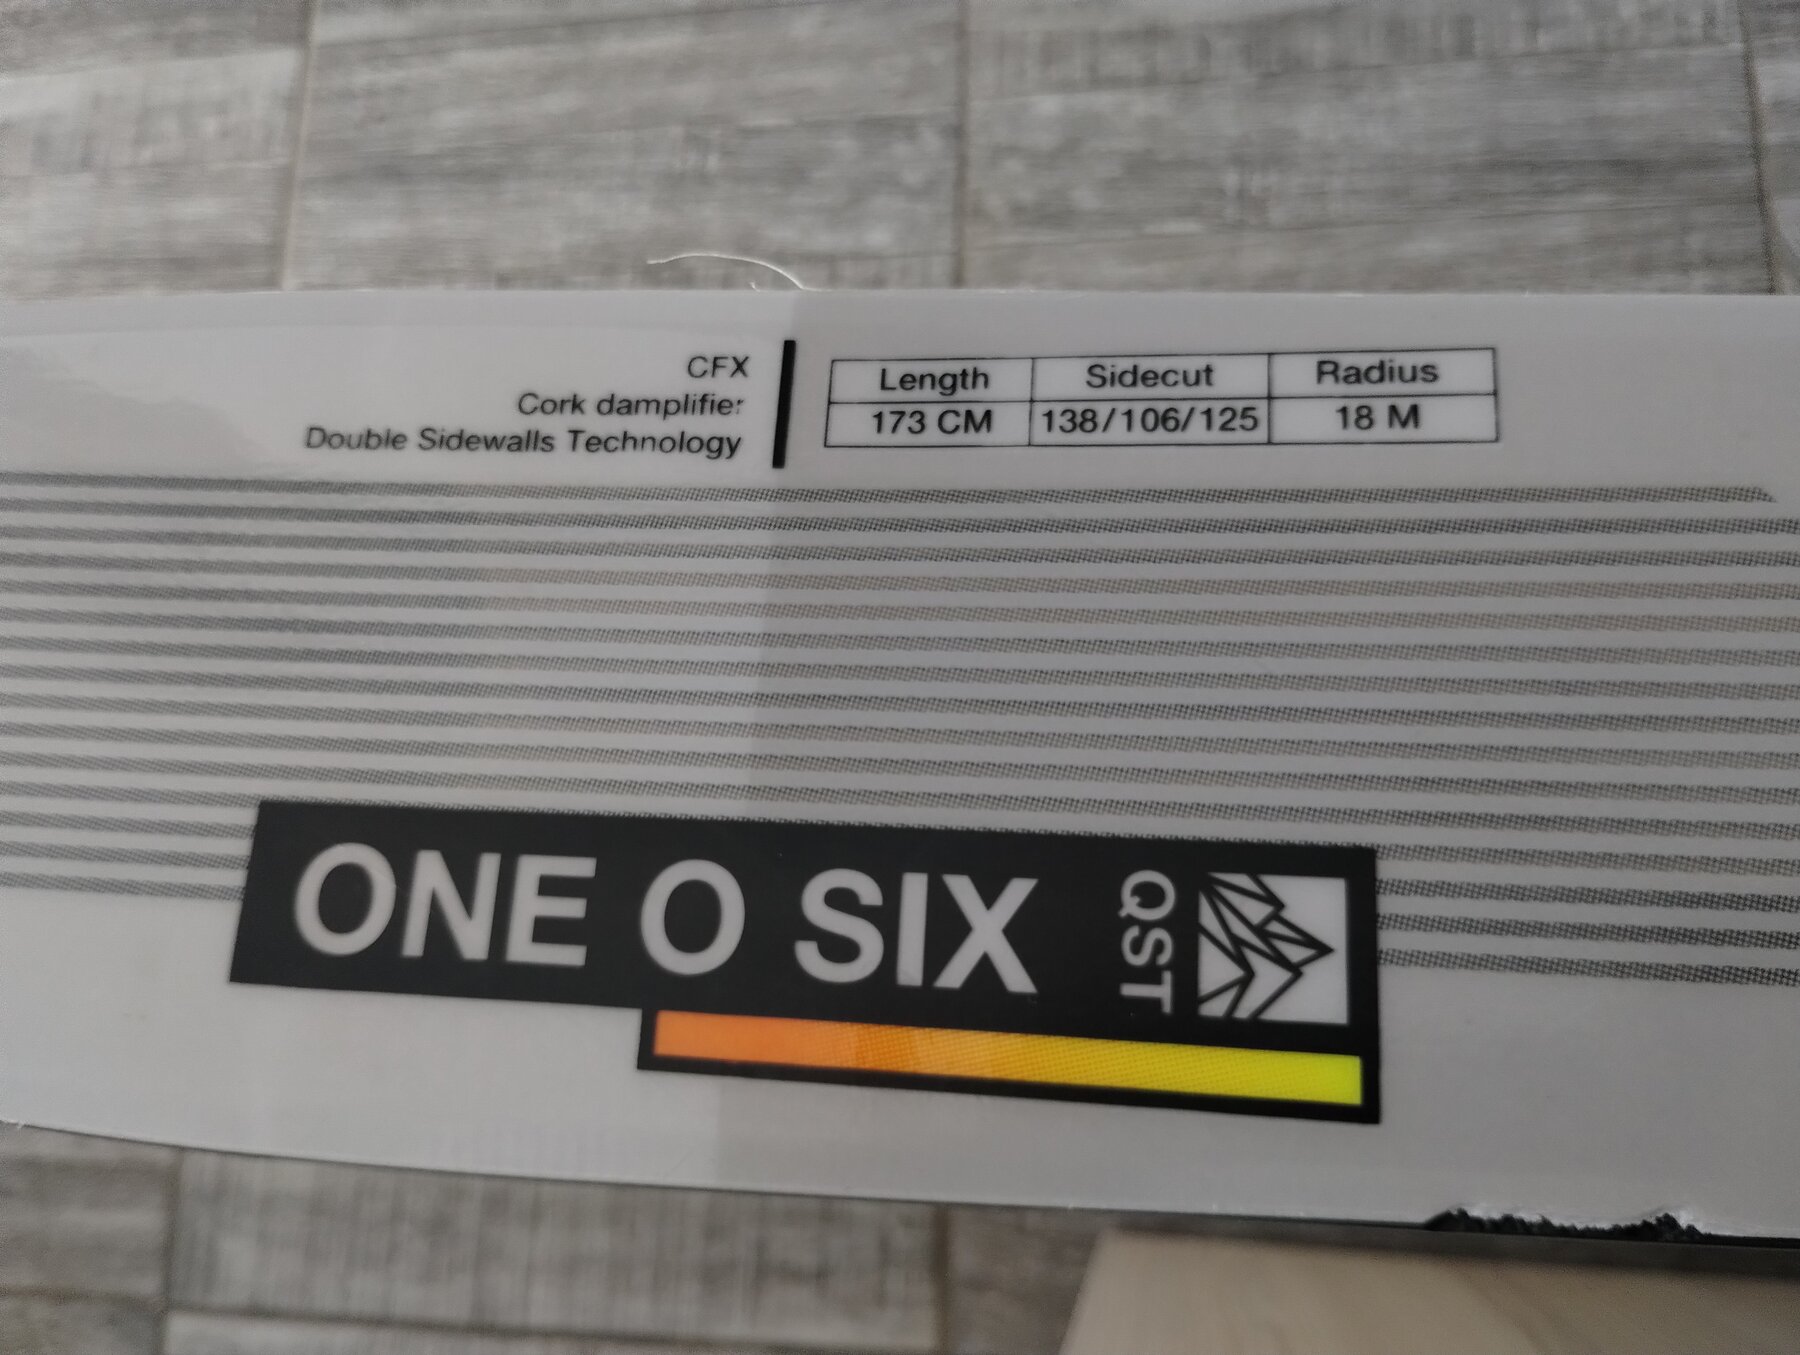 CFX
Cork damplifier
Double Sidewalls Technology
Length Sidecut Radius
173 CM 138/106/125 18 M
ONE O SIX
QST